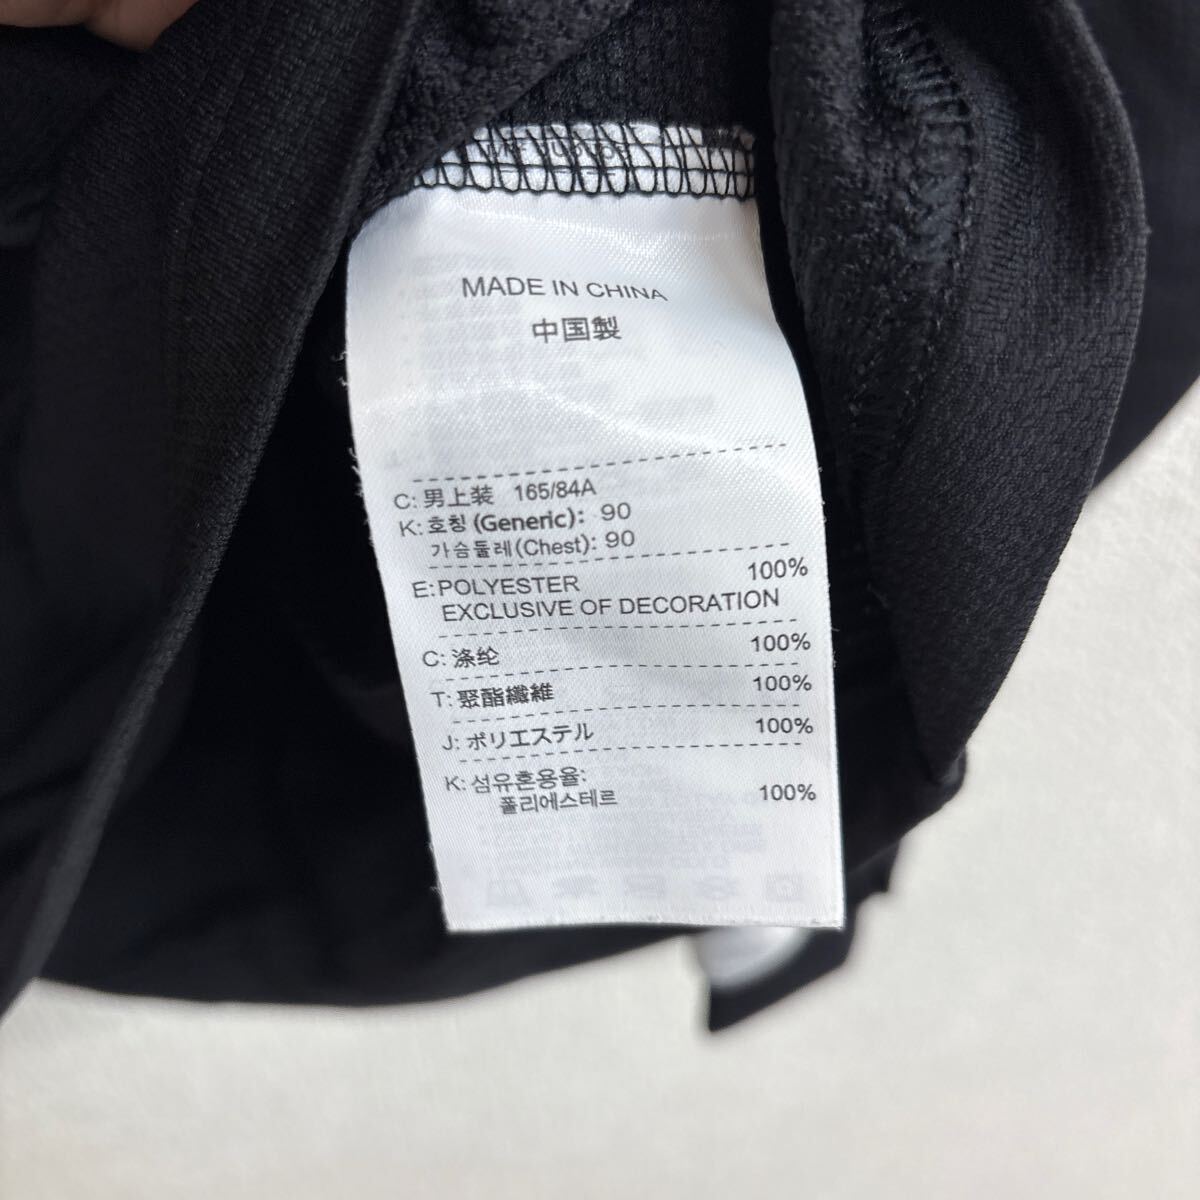 MADE IN CHINA
中国製
C: 男上装 165/84A
K: 호칭 (Generic): 90
가슴둘레(Chest): 90
E: POLYESTER 100%
EXCLUSIVE OF DECORATION
C: 涤纶 100%
T: 聚酯纖維 100%
J: ポリエステル 100%
K: 섬유혼용율:
폴리에스테르 100%